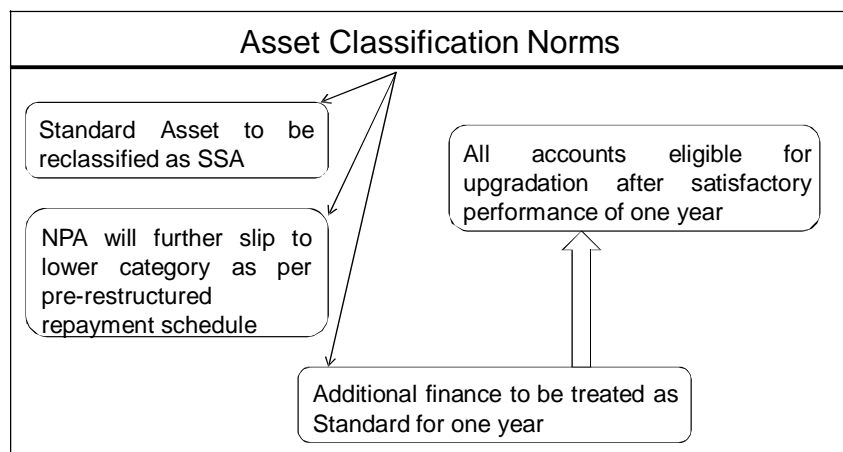 Asset Classification Norms
Standard Asset to be
reclassified as SSA
All accounts eligible for
upgradation after satisfactory
performance of one year
NPA will further slip to
lower category as per
pre-restructured
repayment schedule
Additional finance to be treated as
Standard for one year